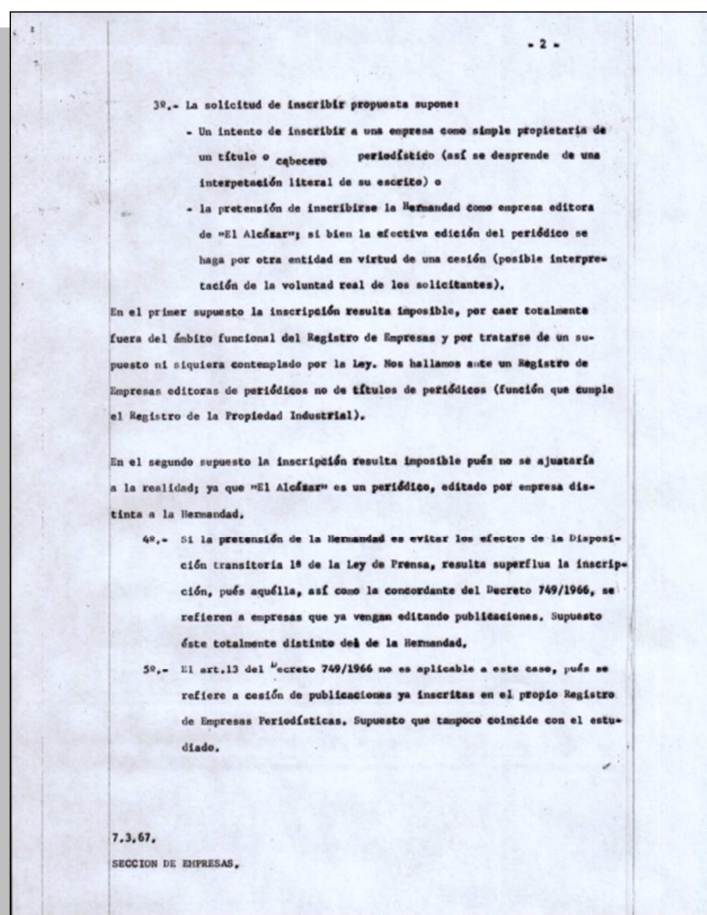 - 2 -
3º.- La solicitud de inscribir propuesta supone:
- Un intento de inscribir a una empresa como simple propietaria de
un título o cabecero periodístico (así se desprende de una
interpetación literal de su escrito) o
- la pretensión de inscribirse la Hermandad como empresa editora
de "El Alcázar"; si bien la efectiva edición del periódico se
haga por otra entidad en virtud de una cesión (posible interpre-
tación de la voluntad real de los solicitantes).
En el primer supuesto la inscripción resulta imposible, por caer totalmente
fuera del ámbito funcional del Registro de Empresas y por tratarse de un su-
puesto ni siquiera contemplado por la Ley. Nos hallamos ante un Registro de
Empresas editoras de periódicos no de títulos de periódicos (función que cumple
el Registro de la Propiedad Industrial).
En el segundo supuesto la inscripción resulta imposible pués no se ajustaría
a la realidad; ya que "El Alcázar" es un periódico, editado por empresa dis-
tinta a la Hermandad.
4º.- Si la pretensión de la Hermandad es evitar los efectos de la Disposi-
ción transitoria 1ª de la Ley de Prensa, resulta superflua la inscrip-
ción, pués aquélla, así como la concordante del Decreto 749/1966, se
refieren a empresas que ya vengan editando publicaciones. Supuesto
éste totalmente distinto del de la Hermandad.
5º.- El art.13 del Decreto 749/1966 no es aplicable a este caso, pués se
refiere a cesión de publicaciones ya inscritas en el propio Registro
de Empresas Periodísticas. Supuesto que tampoco coincide con el estu-
diado.
7.3.67.
SECCION DE EMPRESAS.